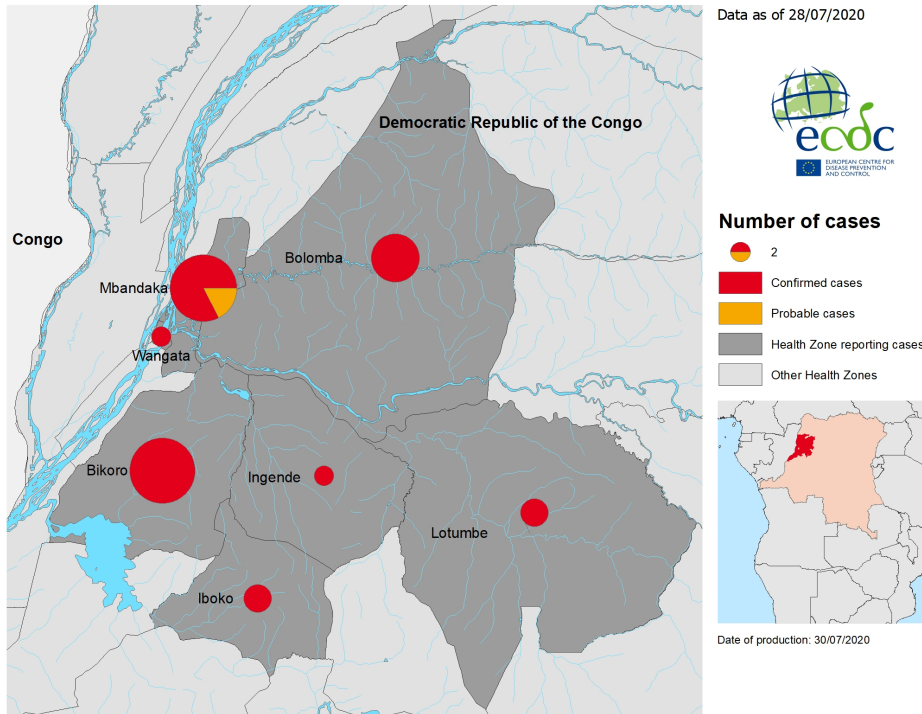 Data as of 28/07/2020
ecdc
EUROPEAN CENTRE FOR
DISEASE PREVENTION
AND CONTROL
Democratic Republic of the Congo
Congo
Bolomba
Mbandaka
Wangata
Bikoro
Ingende
Lotumbe
Iboko
Number of cases
2
Confirmed cases
Probable cases
Health Zone reporting cases
Other Health Zones
Date of production: 30/07/2020